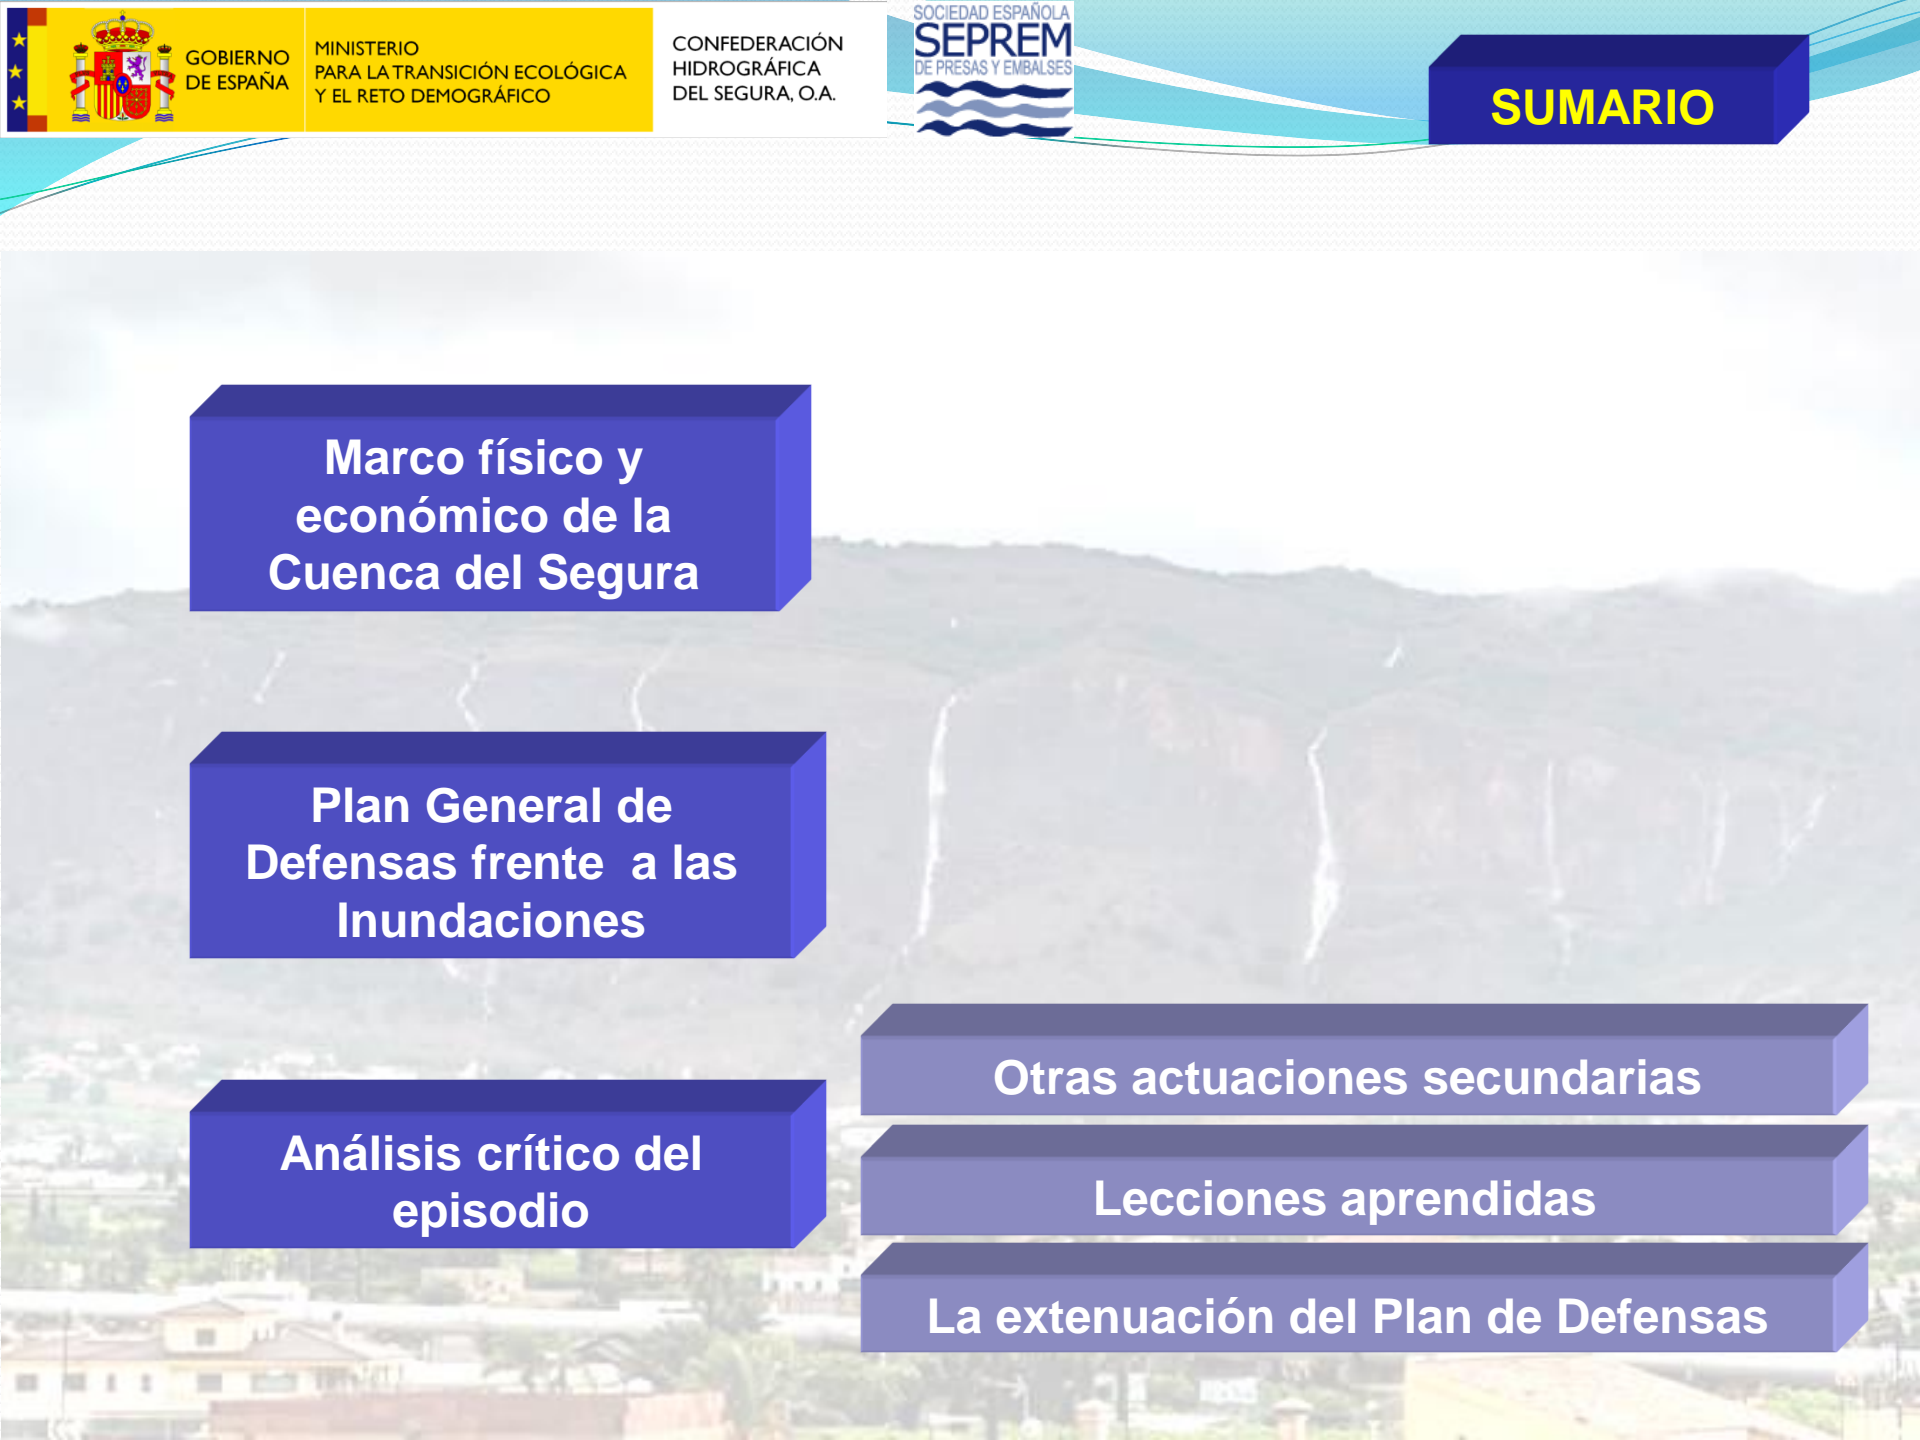 GOBIERNO
DE ESPAÑA
MINISTERIO
PARA LA TRANSICIÓN ECOLÓGICA
Y EL RETO DEMOGRÁFICO
CONFEDERACIÓN
HIDROGRÁFICA
DEL SEGURA, O.A.
SOCIEDAD ESPAÑOLA
SEPREM
DE PRESAS Y EMBALSES
SUMARIO
Marco físico y
económico de la
Cuenca del Segura
Plan General de
Defensas frente  a las
Inundaciones
Análisis crítico del
episodio
Otras actuaciones secundarias
Lecciones aprendidas
La extenuación del Plan de Defensas